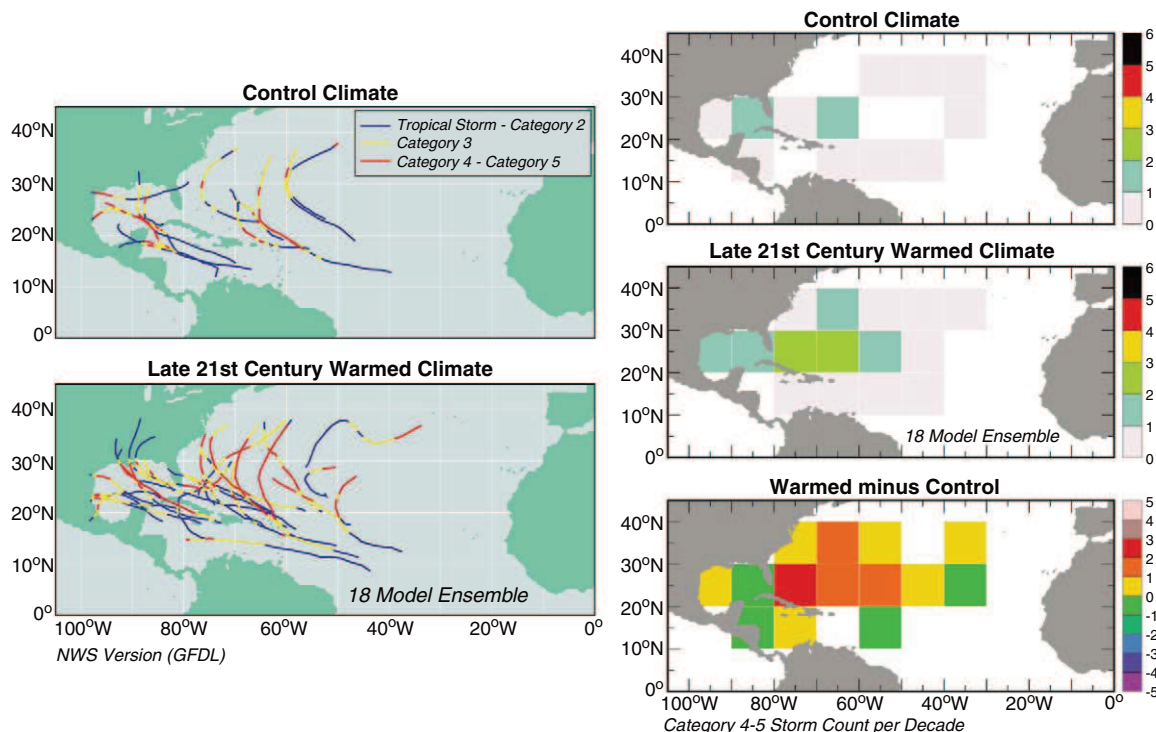 Control Climate
40°N
30°N
20°N
10°N
0°
Tropical Storm - Category 2
Category 3
Category 4 - Category 5
Late 21st Century Warmed Climate
40°N
30°N
20°N
10°N
0°
18 Model Ensemble
100°W 80°W 60°W 40°W 20°W 0°
NWS Version (GFDL)
Control Climate
40°N
30°N
20°N
10°N
0°
6
5
4
3
2
1
0
Late 21st Century Warmed Climate
40°N
30°N
20°N
10°N
0°
18 Model Ensemble
6
5
4
3
2
1
0
Warmed minus Control
40°N
30°N
20°N
10°N
0°
5
4
3
2
1
0
-1
-2
-3
-4
-5
100°W 80°W 60°W 40°W 20°W 0°
Category 4-5 Storm Count per Decade